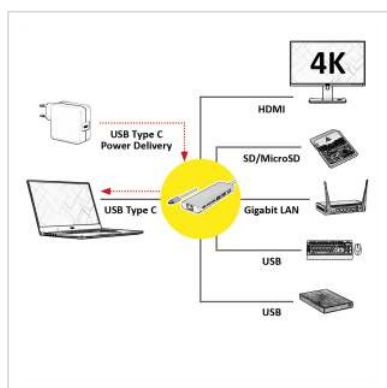 4K
HDMI
USB Type C
Power Delivery
SD/MicroSD
USB Type C
Gigabit LAN
USB
USB